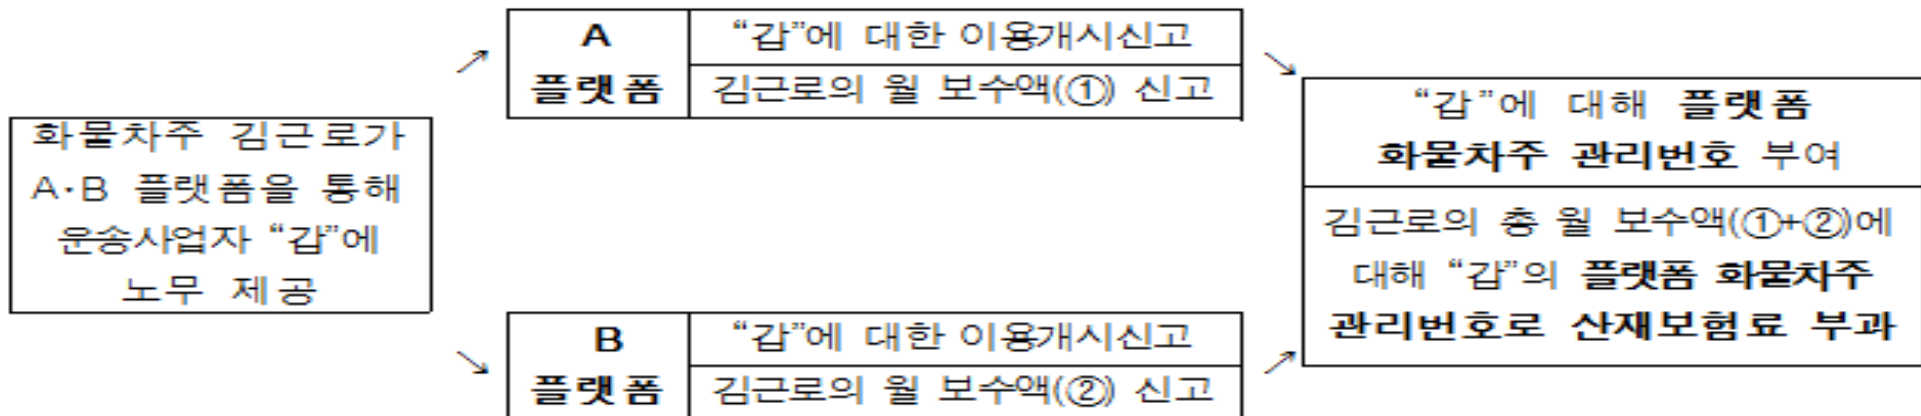 화물차주 김근로가
A·B 플랫폼을 통해
운송사업자 “갑”에
노무 제공
↗
↘
A
플랫폼
“갑”에 대한 이용개시신고
김근로의 월 보수액(①) 신고
B
플랫폼
“갑”에 대한 이용개시신고
김근로의 월 보수액(②) 신고
↘
↗
“갑”에 대해 플랫폼
화물차주 관리번호 부여
김근로의 총 월 보수액(①+②)에
대해 “갑”의 플랫폼 화물차주
관리번호로 산재보험료 부과